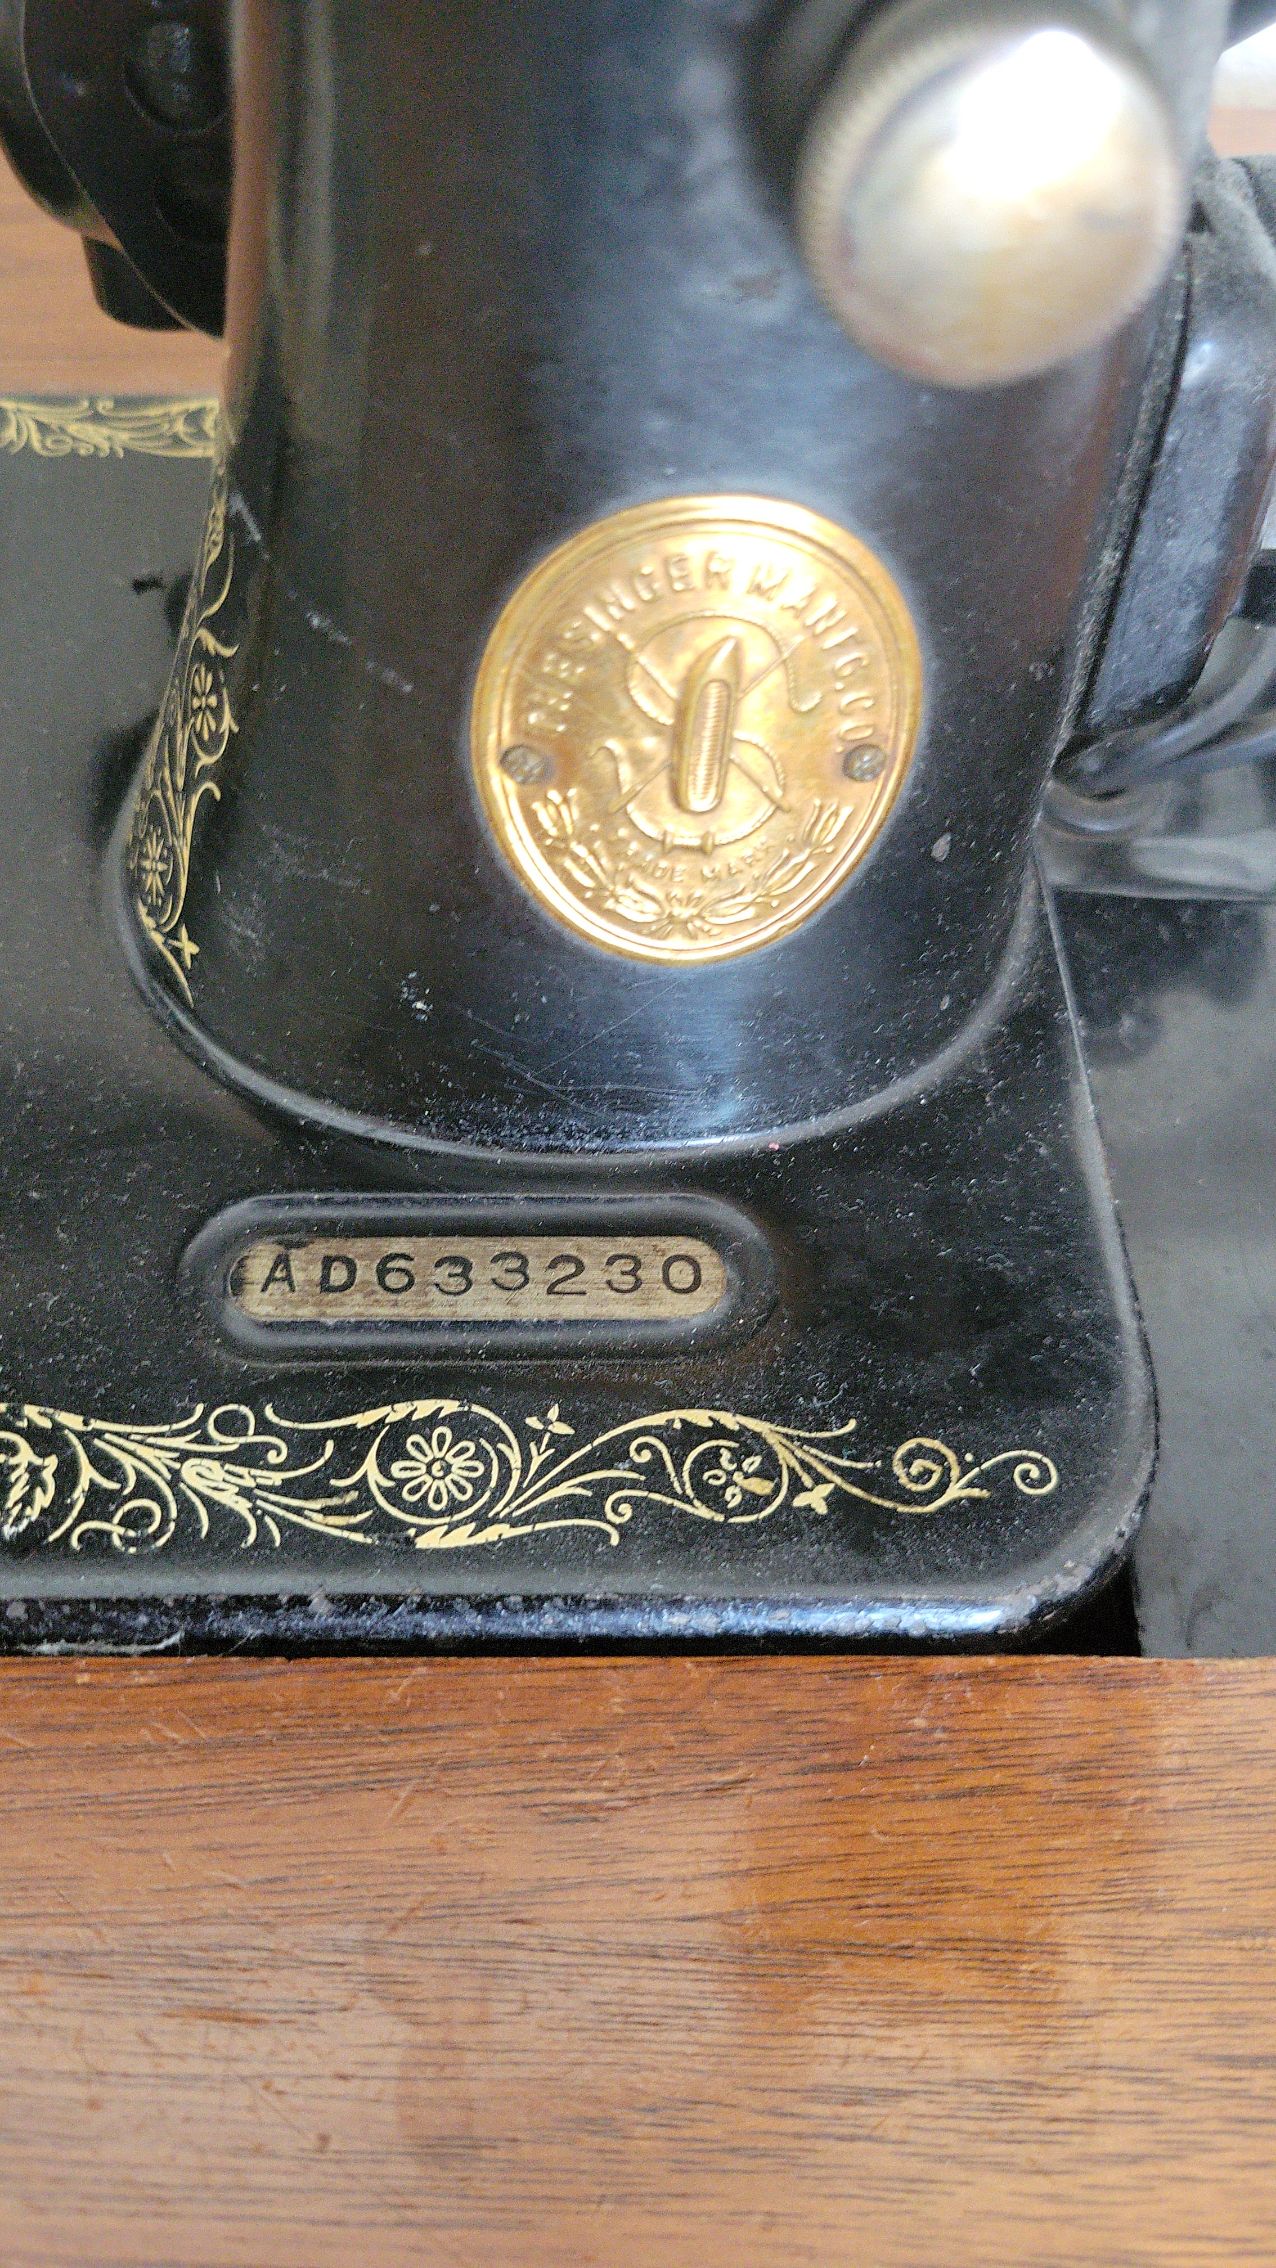 THE SINGER MANFG. CO.
TRADE MARK
AD633230